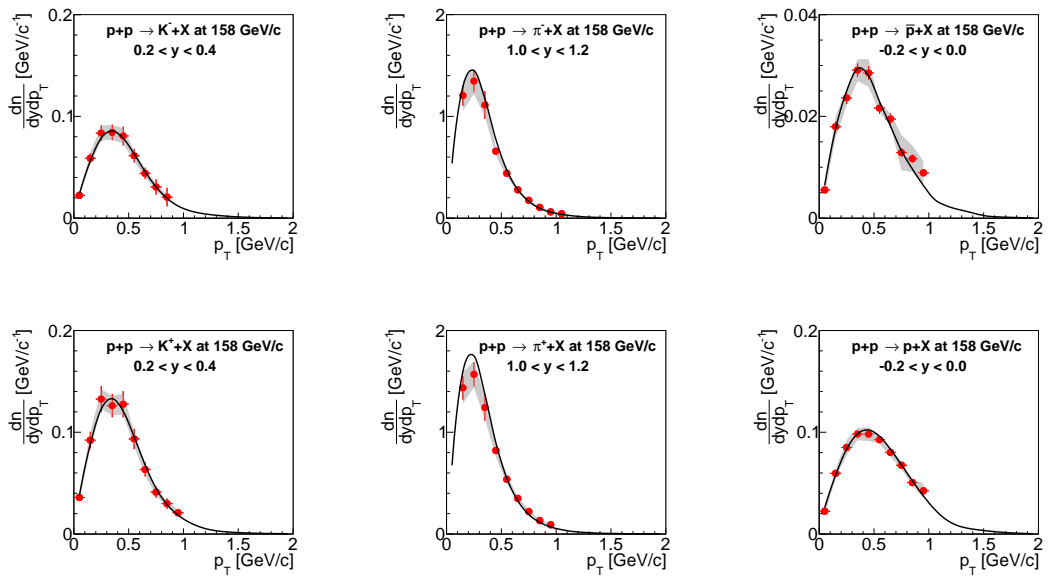 p+p → K⁻+X at 158 GeV/c
0.2 < y < 0.4
dn/dydp_T [GeV/c⁻¹]
0.2
0.1
0
0 0.5 1 1.5 2
p_T [GeV/c]
p+p → π⁻+X at 158 GeV/c
1.0 < y < 1.2
dn/dydp_T [GeV/c⁻¹]
2
1
0
0 0.5 1 1.5 2
p_T [GeV/c]
p+p → p̅+X at 158 GeV/c
-0.2 < y < 0.0
dn/dydp_T [GeV/c⁻¹]
0.04
0.02
0
0 0.5 1 1.5 2
p_T [GeV/c]
p+p → K⁺+X at 158 GeV/c
0.2 < y < 0.4
dn/dydp_T [GeV/c⁻¹]
0.2
0.1
0
0 0.5 1 1.5 2
p_T [GeV/c]
p+p → π⁺+X at 158 GeV/c
1.0 < y < 1.2
dn/dydp_T [GeV/c⁻¹]
2
1
0
0 0.5 1 1.5 2
p_T [GeV/c]
p+p → p+X at 158 GeV/c
-0.2 < y < 0.0
dn/dydp_T [GeV/c⁻¹]
0.2
0.1
0
0 0.5 1 1.5 2
p_T [GeV/c]